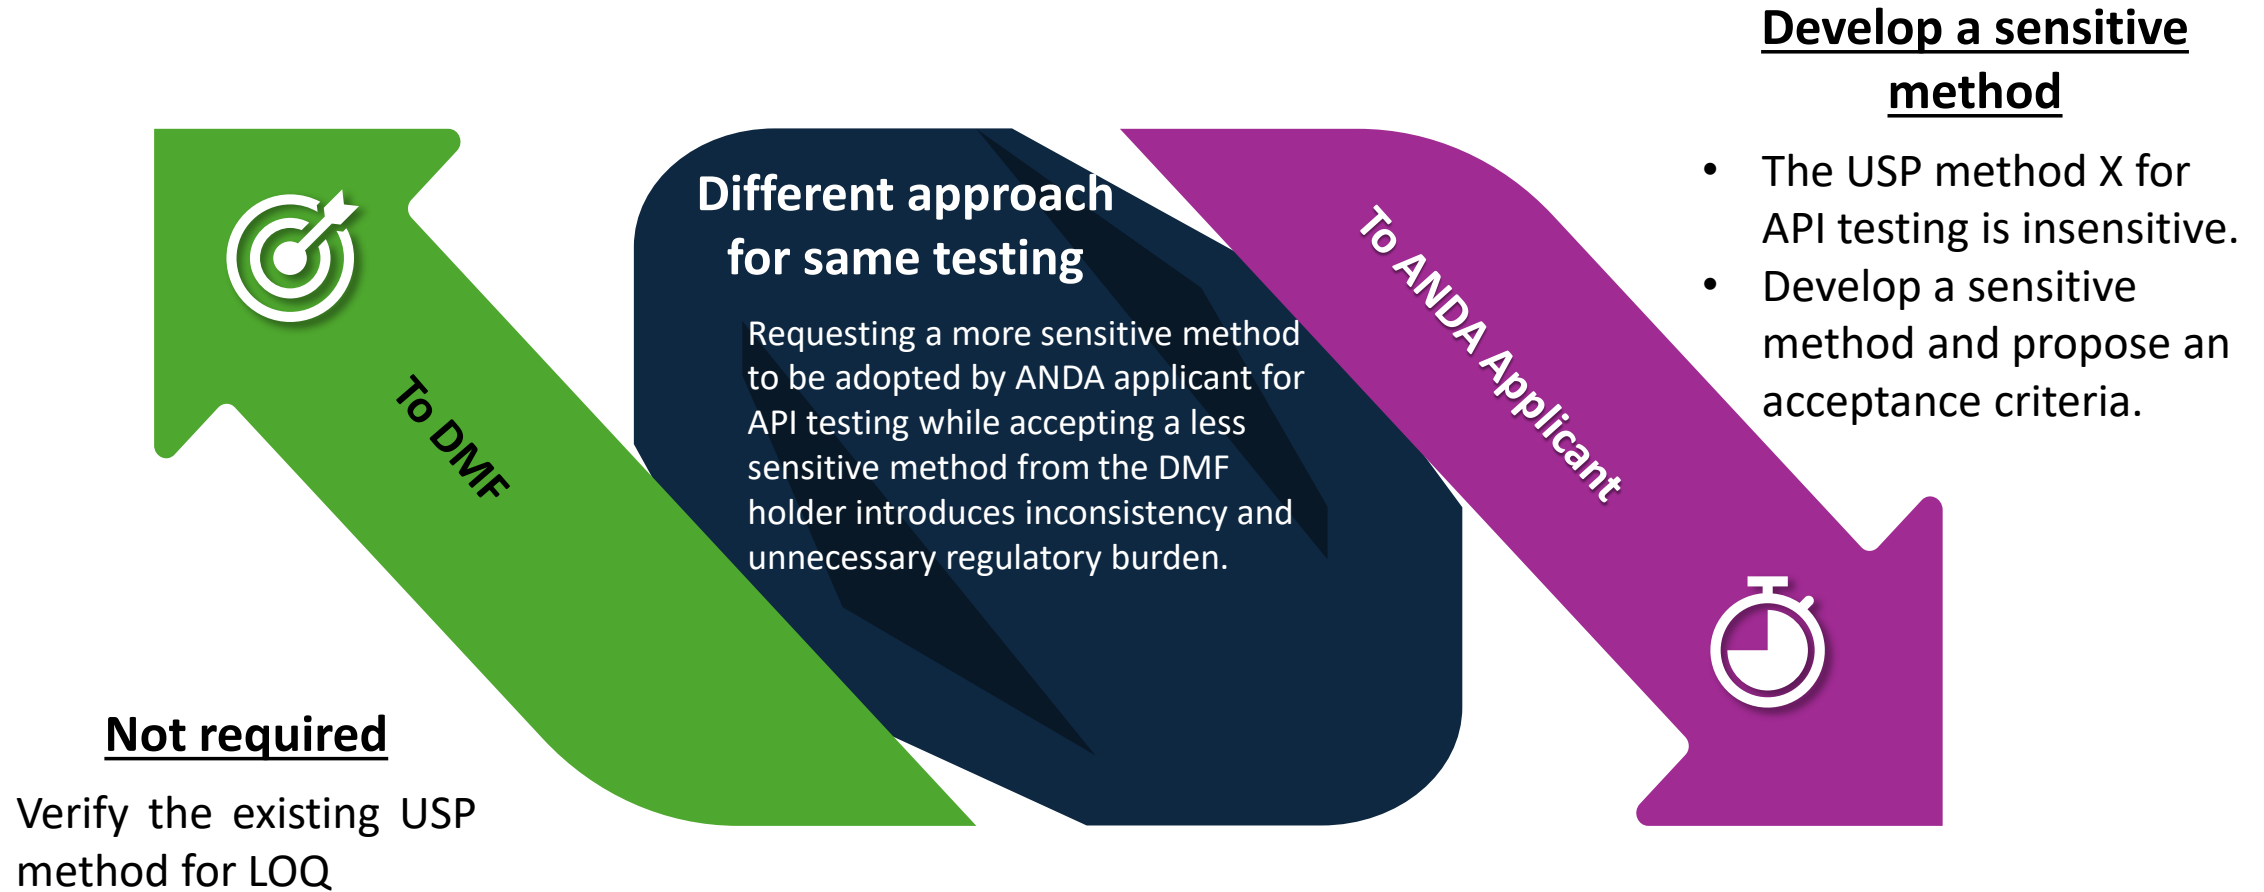 Develop a sensitive
method
• The USP method X for
API testing is insensitive.
• Develop a sensitive
method and propose an
acceptance criteria.
Different approach
for same testing
Requesting a more sensitive method
to be adopted by ANDA applicant for
API testing while accepting a less
sensitive method from the DMF
holder introduces inconsistency and
unnecessary regulatory burden.
To ANDA Applicant
To DMF
Not required
Verify the existing USP
method for LOQ